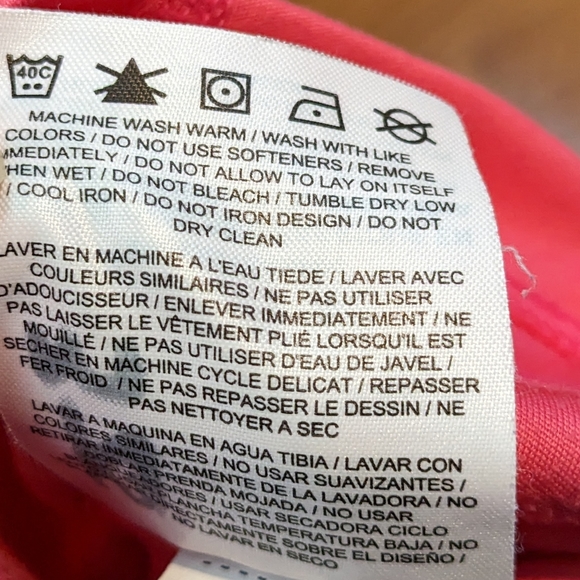 40C
MACHINE WASH WARM / WASH WITH LIKE
COLORS / DO NOT USE SOFTENERS / REMOVE
MMEDIATELY / DO NOT ALLOW TO LAY ON ITSELF
HEN WET / DO NOT BLEACH / TUMBLE DRY LOW
/ COOL IRON / DO NOT IRON DESIGN / DO NOT
DRY CLEAN
LAVER EN MACHINE A L'EAU TIEDE / LAVER AVEC
COULEURS SIMILAIRES / NE PAS UTILISER
D'ADOUCISSEUR / ENLEVER IMMEDIATEMENT / NE
PAS LAISSER LE VÊTEMENT PLIÉ LORSQU'IL EST
MOUILLÉ / NE PAS UTILISER D'EAU DE JAVEL /
SECHER EN MACHINE CYCLE DELICAT / REPASSER
FER FROID / NE PAS REPASSER LE DESSIN / NE
PAS NETTOYER A SEC
LAVAR A MAQUINA EN AGUA TIBIA / LAVAR CON
COLORES SIMILARES / NO USAR SUAVIZANTES /
RETIRAR INMEDIATAMENTE DE LA LAVADORA / NO
DOBLAR PRENDA MOJADA / NO USAR
/ USAR SECADORA CICLO
PLANCHA TEMPERATURA BAJA / NO
DIRECTAMENTE SOBRE EL DISEÑO /
NO LAVAR EN SECO